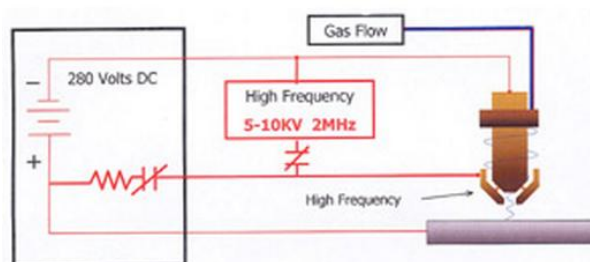 Gas Flow
−
280 Volts DC
High Frequency
5-10KV 2MHz
+
High Frequency